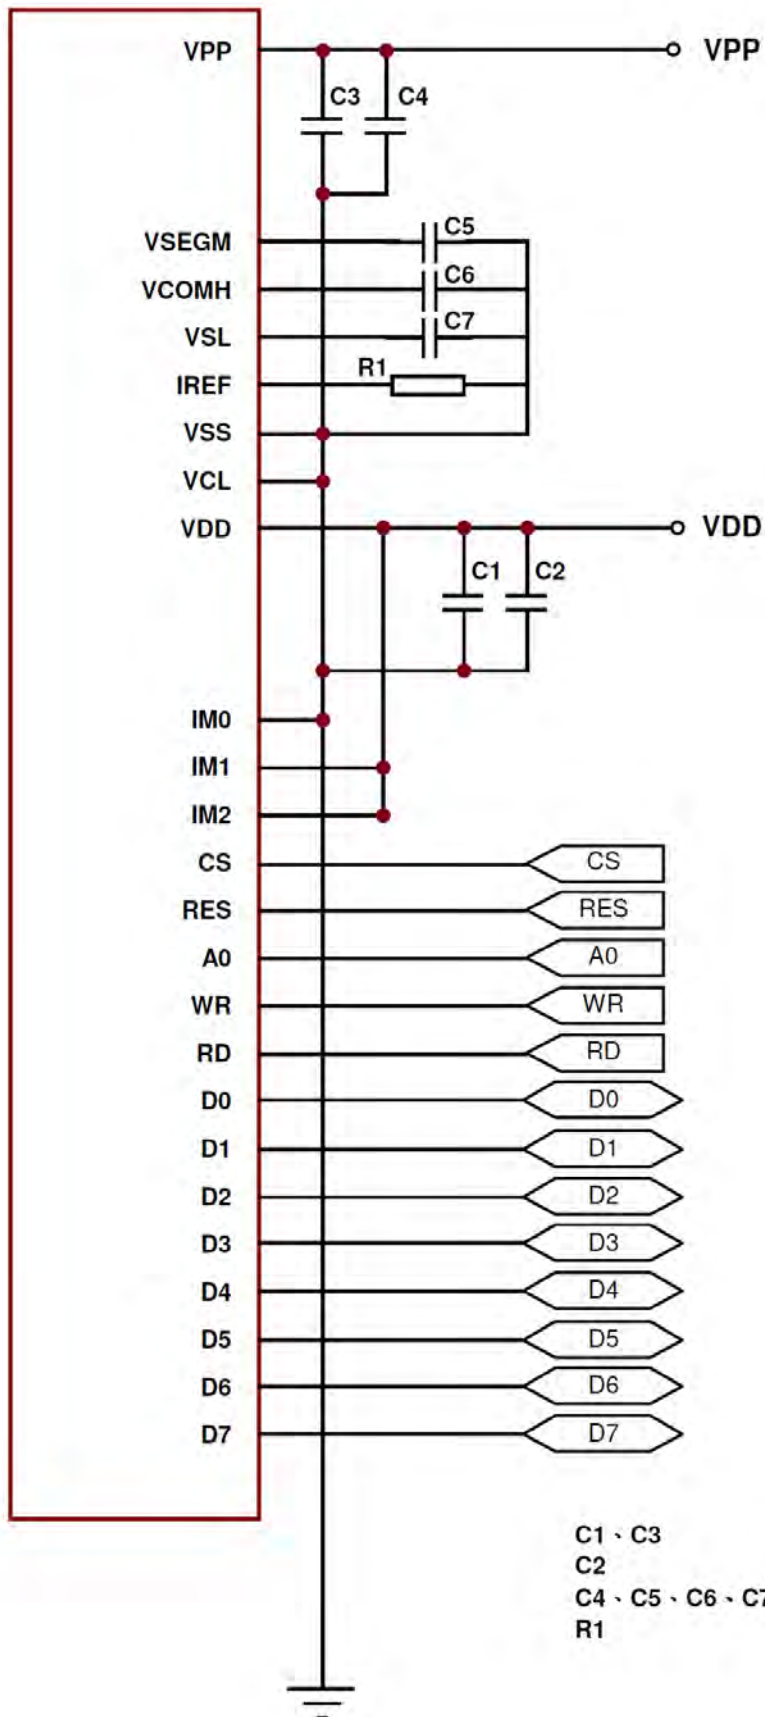 VPP VPP
C3 C4
VSEGM C5
VCOMH C6
VSL C7
IREF R1
VSS
VCL
VDD VDD
C1 C2
IM0
IM1
IM2
CS CS
RES RES
A0 A0
WR WR
RD RD
D0 D0
D1 D1
D2 D2
D3 D3
D4 D4
D5 D5
D6 D6
D7 D7
C1、C3
C2
C4、C5、C6、C7
R1